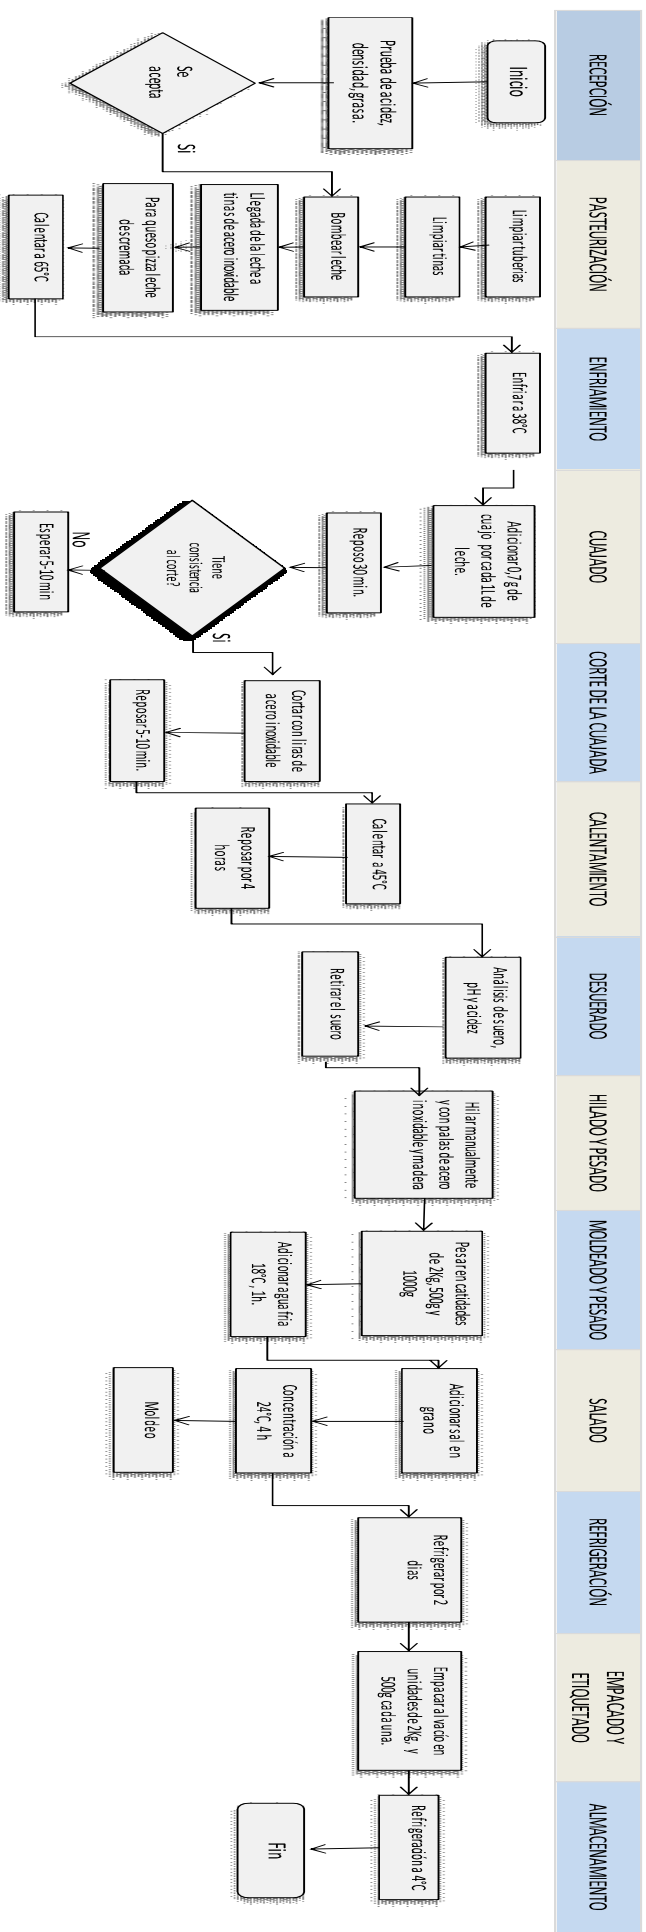 RECEPCIÓN
Inicio
Prueba de acidez,
densidad, grasa.
Se
acepta
Si
PASTEURIZACIÓN
Limpiar tuberias
Limpiar tinas
Bombear leche
Llegada de la leche a
tinas de acero inoxidable
Para queso pizza leche
descremada
Calentar a 65°C
ENFRIAMIENTO
Enfriar a 38°C
CUAJADO
Adicionar 0,7 g de
cuajo por cada 1L de
leche.
Reposo 30 min.
Tiene
consistencia
al corte?
Si
No
Esperar 5-10 min
CORTE DE LA CUAJADA
Cortar con liras de
acero inoxidable
Reposar 5-10 min.
CALENTAMIENTO
Calentar a 45°C
Reposar por 4
horas
DESUERADO
Análisis de suero,
pH y acidez
Retirar el suero
HILADO Y PESADO
Hilar manualmente
y con palas de acero
inoxidable y madera
MOLDEADO Y PESADO
Pesar en catidades
de 2Kg, 500g y
1000g
Adicionar agua fria
18°C, 1h.
SALADO
Adicionar sal en
grano
Concentración a
24°C, 4 h
Moldeo
REFRIGERACIÓN
Refrigerar por 2
dias
EMPACADO Y
ETIQUETADO
Empacar al vacío en
unidades de 2Kg, y
500g cada una.
ALMACENAMIENTO
Refrigeración a 4°C
Fin